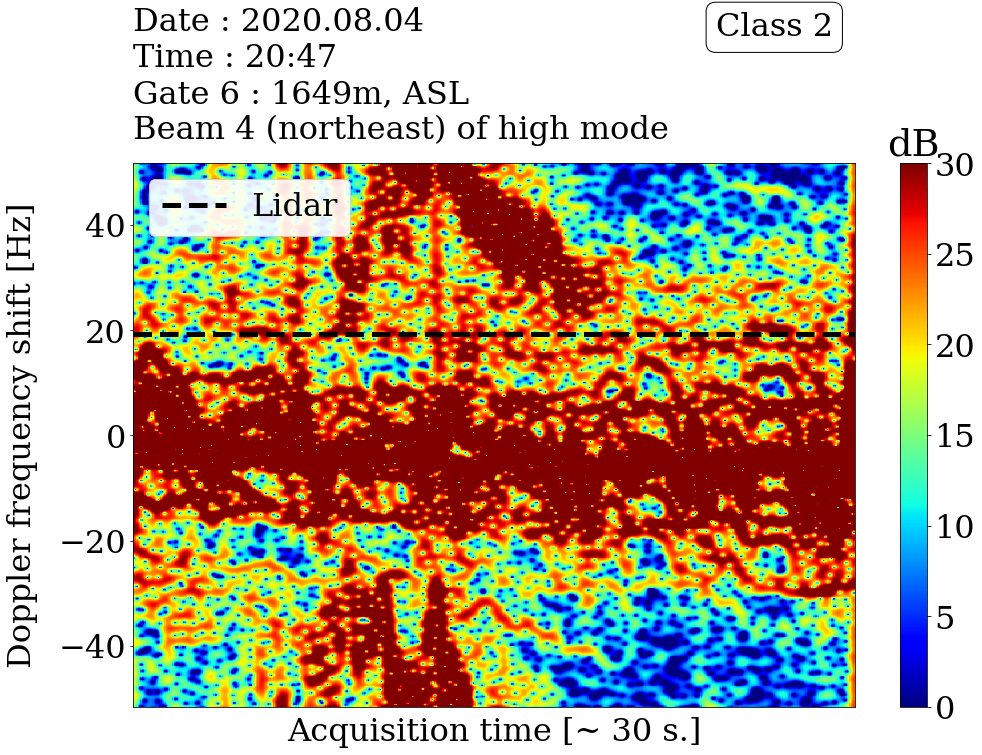 Date : 2020.08.04
Time : 20:47
Gate 6 : 1649m, ASL
Beam 4 (northeast) of high mode
Class 2
dB
Lidar
Doppler frequency shift [Hz]
40
20
0
−20
−40
Acquisition time [~ 30 s.]
30
25
20
15
10
5
0